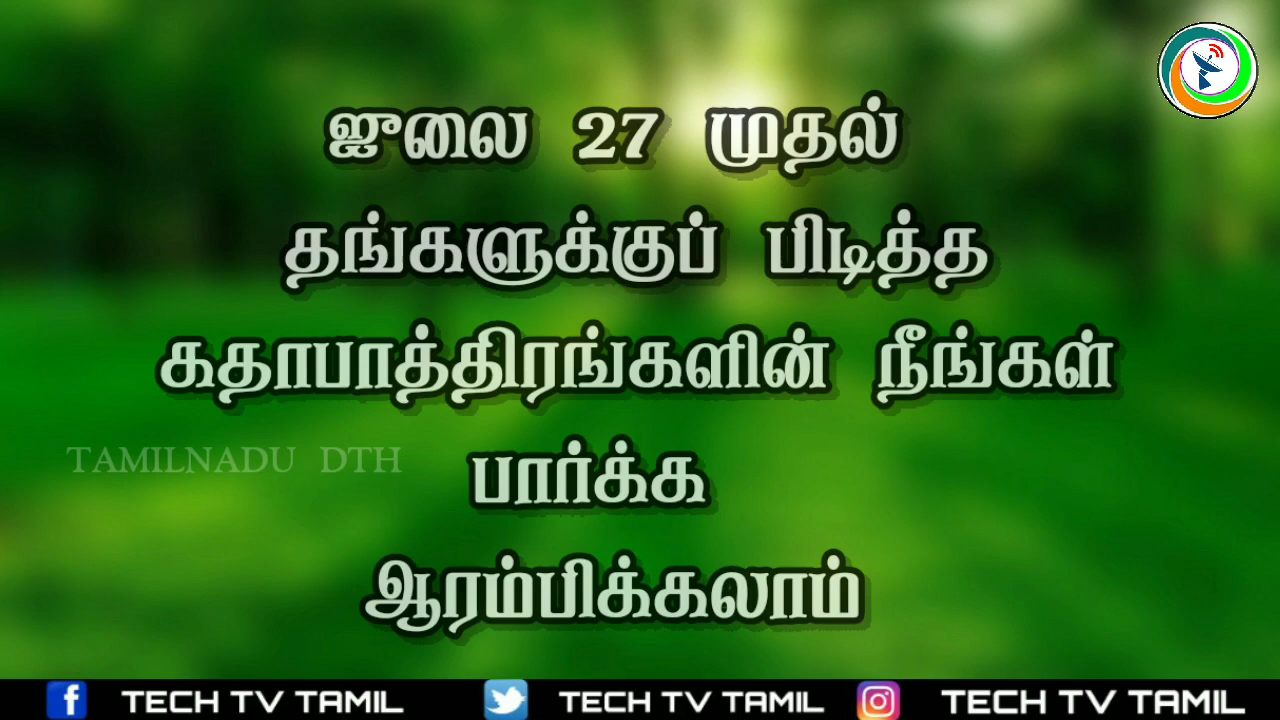 ஜுலை 27 முதல்
தங்களுக்குப் பிடித்த
கதாபாத்திரங்களின் நீங்கள்
TAMILNADU DTH
பார்க்க
ஆரம்பிக்கலாம்
TECH TV TAMIL TECH TV TAMIL TECH TV TAMIL